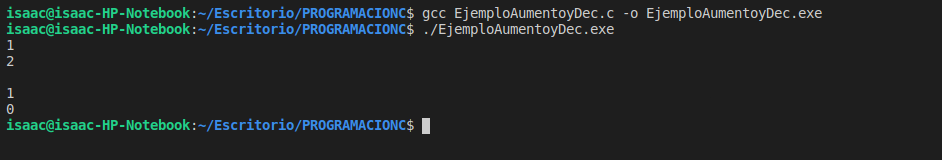 isaac@isaac-HP-Notebook:~/Escritorio/PROGRAMACIONC$ gcc EjemploAumentoyDec.c -o EjemploAumentoyDec.exe
isaac@isaac-HP-Notebook:~/Escritorio/PROGRAMACIONC$ ./EjemploAumentoyDec.exe
1
2
1
0
isaac@isaac-HP-Notebook:~/Escritorio/PROGRAMACIONC$